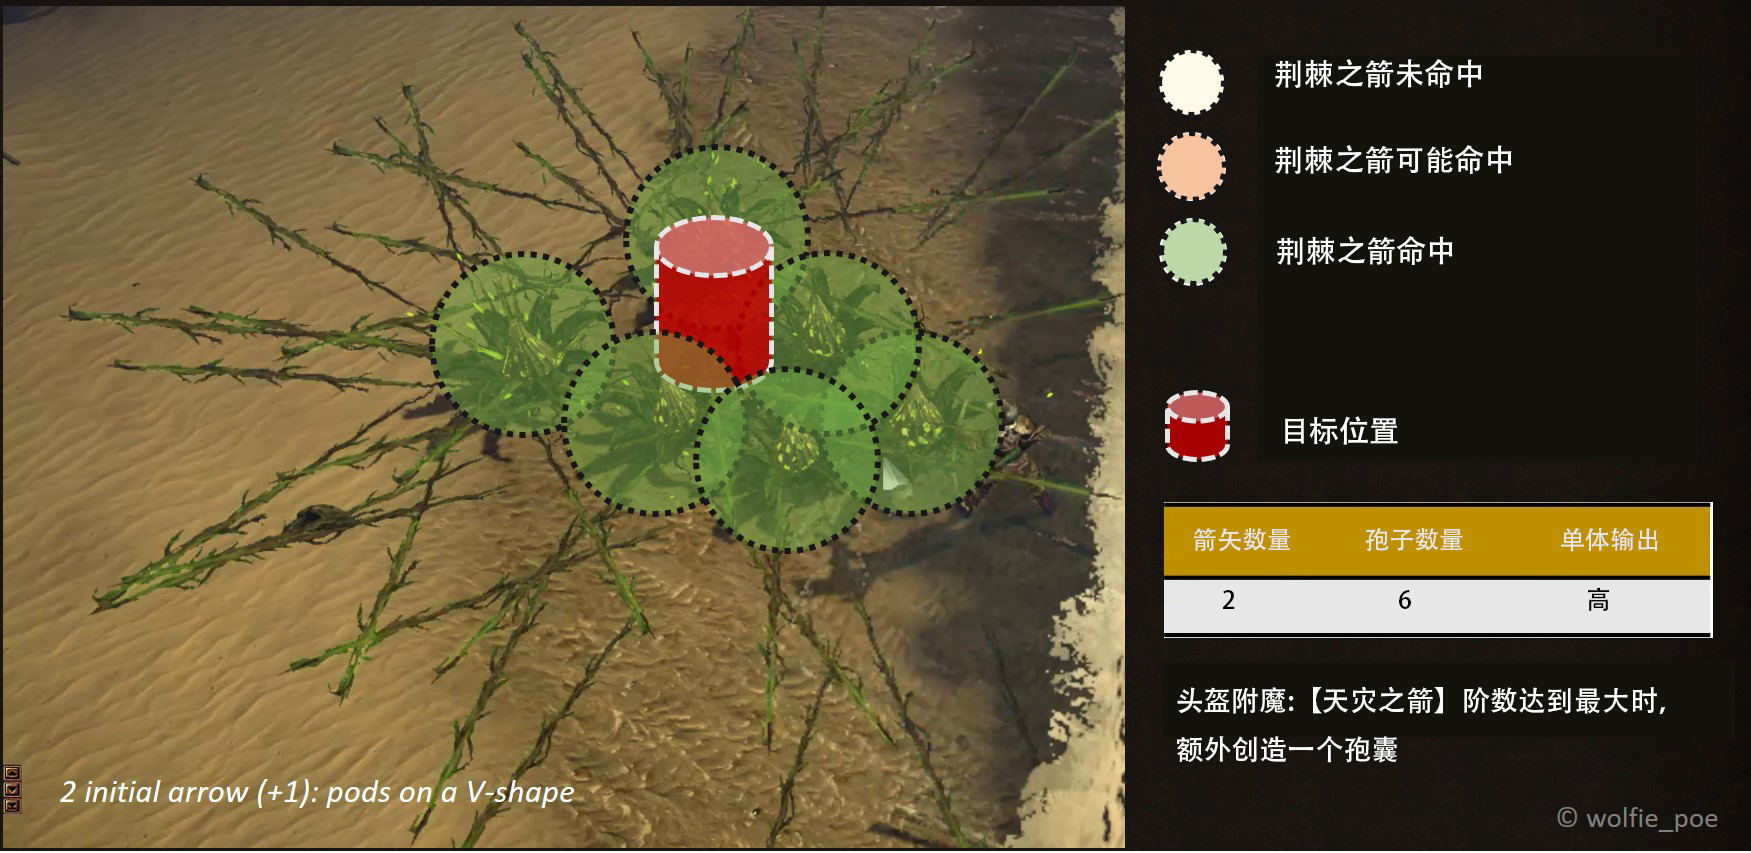 荆棘之箭未命中
荆棘之箭可能命中
荆棘之箭命中
目标位置
箭矢数量 孢子数量 单体输出
2 6 高
头盔附魔:【天灾之箭】阶数达到最大时,
额外创造一个孢囊
2 initial arrow (+1): pods on a V-shape
© wolfie_poe